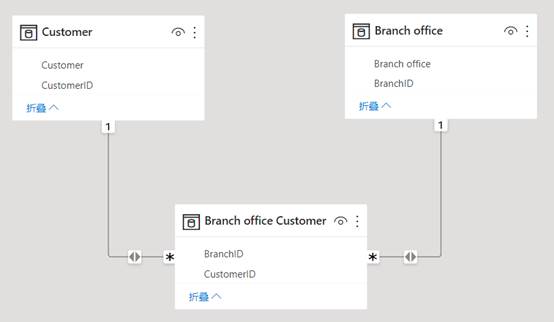 Customer
Customer
CustomerID
折叠
Branch office
Branch office
BranchID
折叠
1
1
Branch office Customer
BranchID
CustomerID
折叠
*
*